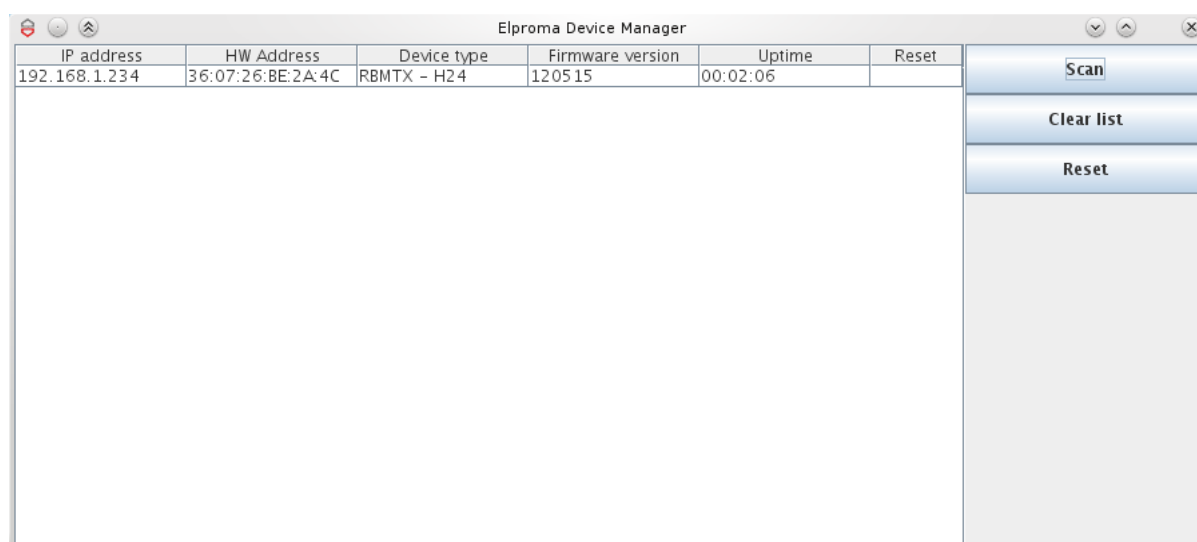 Elproma Device Manager
IP address HW Address Device type Firmware version Uptime Reset
192.168.1.234 36:07:26:BE:2A:4C RBMTX - H24 120515 00:02:06
Scan
Clear list
Reset